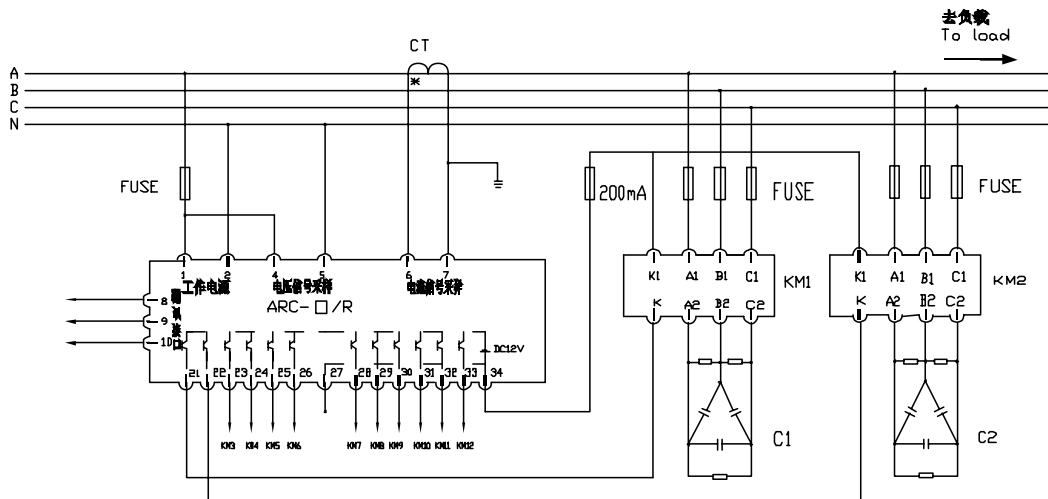 去负载
To load
CT
A
B
C
N
FUSE
200mA
FUSE
FUSE
1 2 4 5 6 7
工作电源 电压信号采样 电流信号采样
ARC-□/R
8
9
10
DC12V
21 22 23 24 25 26 27 28 29 30 31 32 33 34
KM3 KM4 KM5 KM6 KM7 KM8 KM9 KM10 KM11 KM12
K1 A1 B1 C1
K A2 B2 C2
KM1
K1 A1 B1 C1
K A2 B2 C2
KM2
C1
C2